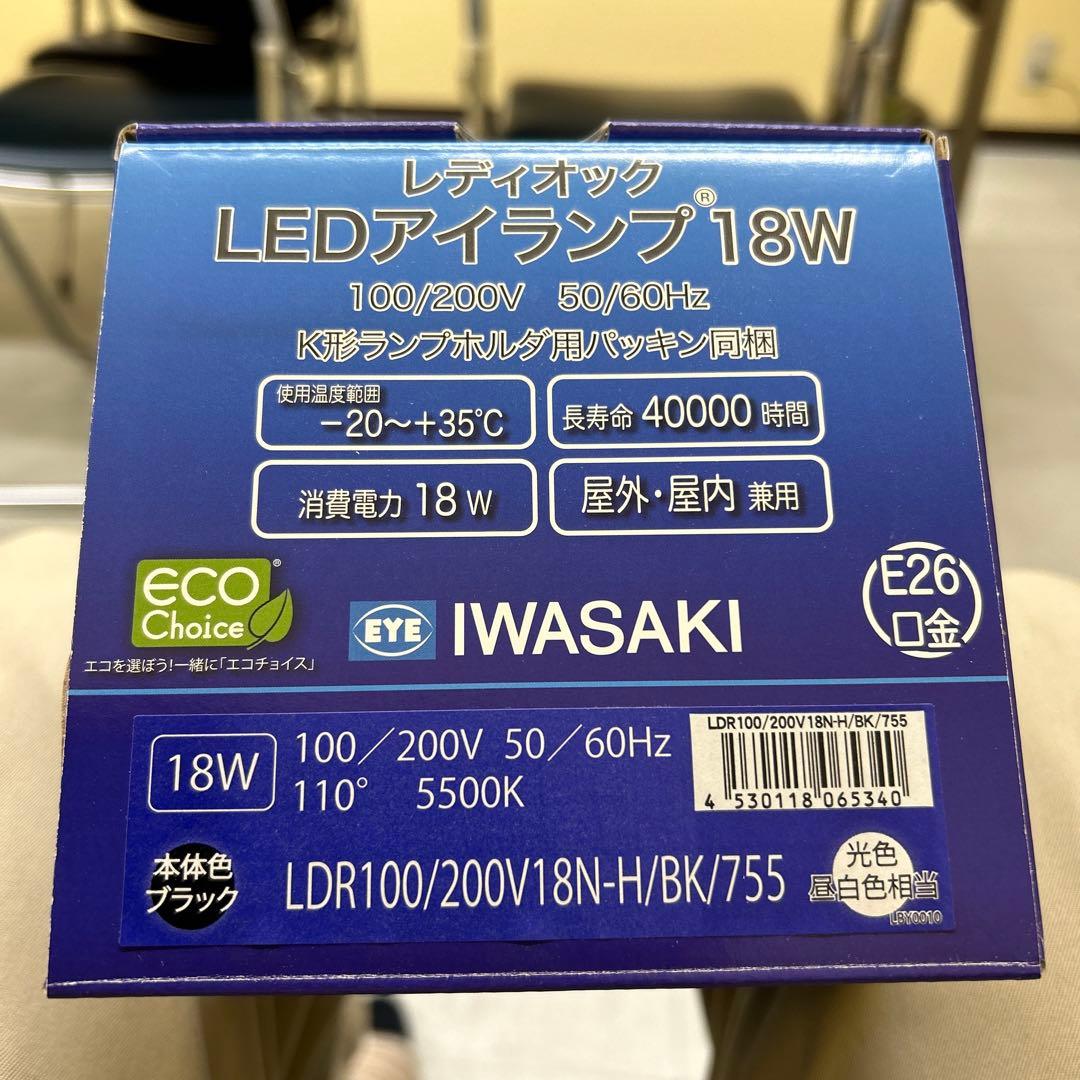 レディオック
LEDアイランプ® 18W
100/200V 50/60Hz
K形ランプホルダ用パッキン同梱
使用温度範囲
−20〜+35℃
長寿命 40000 時間
消費電力 18 W
屋外・屋内 兼用
eco®
Choice
エコを選ぼう!一緒に「エコチョイス」
EYE IWASAKI
E26
口金
18W
100/200V 50/60Hz
110° 5500K
LDR100/200V18N-H/BK/755
4 530118 065340
本体色
ブラック
LDR100/200V18N-H/BK/755
光色
昼白色相当
LBY0010